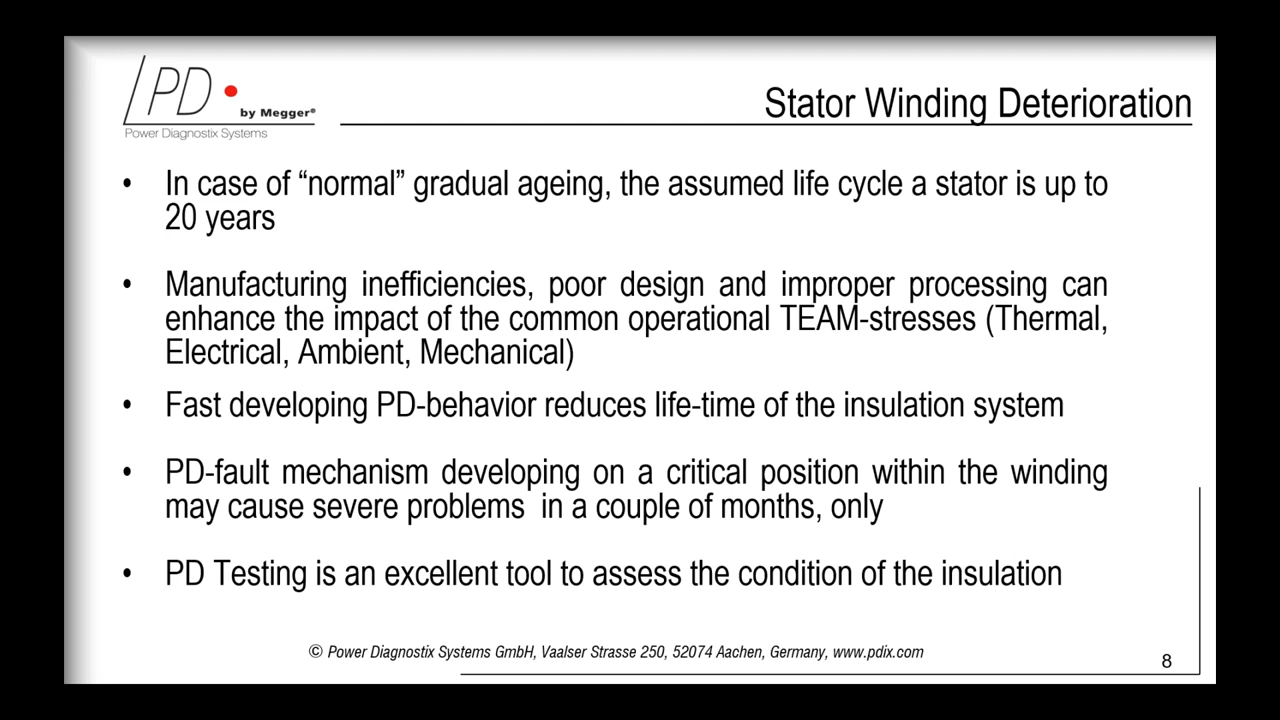 PD
by Megger®
Power Diagnostix Systems
Stator Winding Deterioration
• In case of “normal” gradual ageing, the assumed life cycle a stator is up to
20 years
• Manufacturing inefficiencies, poor design and improper processing can
enhance the impact of the common operational TEAM-stresses (Thermal,
Electrical, Ambient, Mechanical)
• Fast developing PD-behavior reduces life-time of the insulation system
• PD-fault mechanism developing on a critical position within the winding
may cause severe problems  in a couple of months, only
• PD Testing is an excellent tool to assess the condition of the insulation
© Power Diagnostix Systems GmbH, Vaalser Strasse 250, 52074 Aachen, Germany, www.pdix.com
8